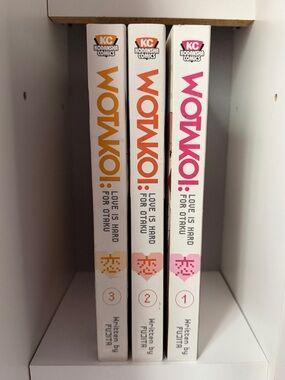 KC
KODANSHA
COMICS
WOTAKOI:
LOVE IS HARD
FOR OTAKU
恋
3
Written by
FUJITA
KC
KODANSHA
COMICS
WOTAKOI:
LOVE IS HARD
FOR OTAKU
恋
2
Written by
FUJITA
KC
KODANSHA
COMICS
WOTAKOI:
LOVE IS HARD
FOR OTAKU
恋
1
Written by
FUJITA